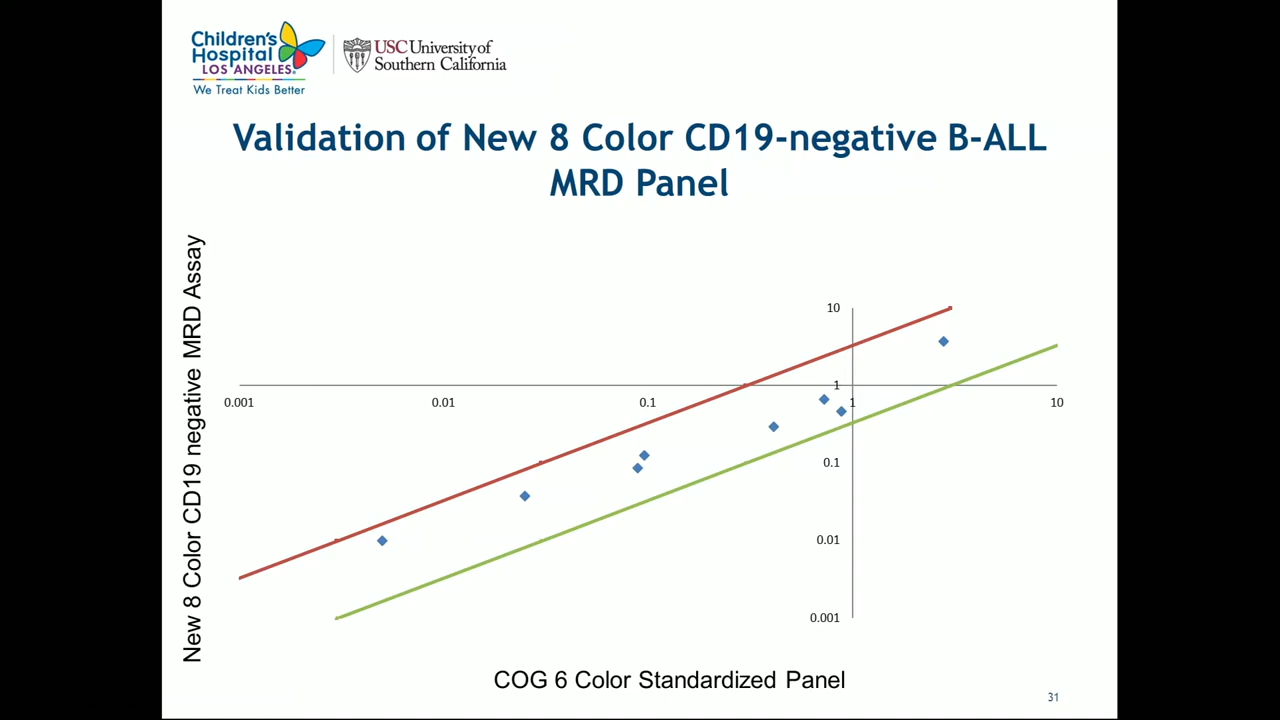 Children's
Hospital
LOS ANGELES®
We Treat Kids Better
USC University of
Southern California
Validation of New 8 Color CD19-negative B-ALL
MRD Panel
New 8 Color CD19 negative MRD Assay
10
1
0.001
0.01
0.1
1
10
0.1
0.01
0.001
COG 6 Color Standardized Panel
31